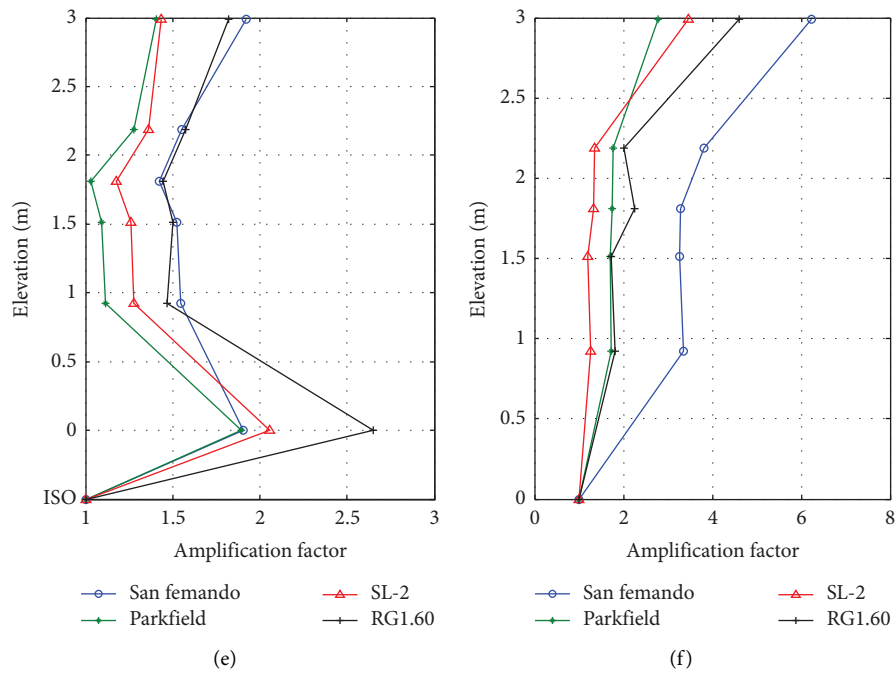 3
2.5
2
1.5
1
0.5
0
ISO
Elevation (m)
1 1.5 2 2.5 3
Amplification factor
San femando
Parkfield
SL-2
RG1.60
(e)
3
2.5
2
1.5
1
0.5
0
Elevation (m)
0 2 4 6 8
Amplification factor
San femando
Parkfield
SL-2
RG1.60
(f)